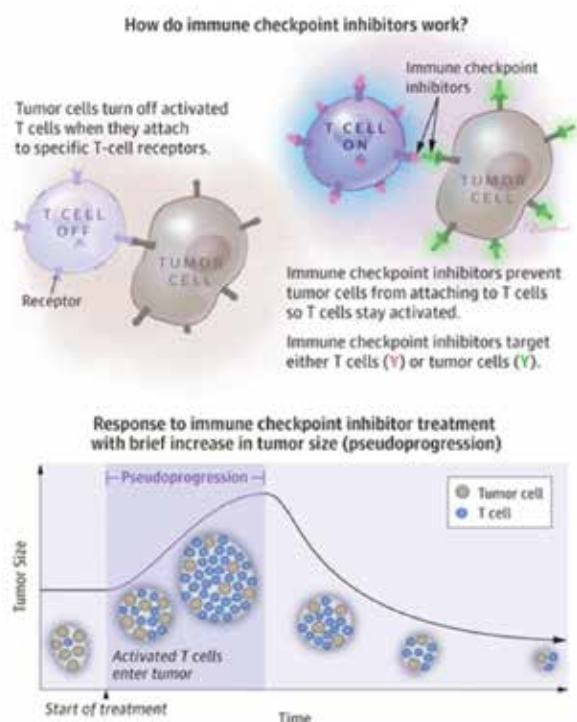 How do immune checkpoint inhibitors work?
Tumor cells turn off activated
T cells when they attach
to specific T-cell receptors.
T CELL
OFF
TUMOR
CELL
Receptor
Immune checkpoint
inhibitors
T CELL
ON
TUMOR
CELL
Immune checkpoint inhibitors prevent
tumor cells from attaching to T cells
so T cells stay activated.
Immune checkpoint inhibitors target
either T cells (Y) or tumor cells (Y).
Response to immune checkpoint inhibitor treatment
with brief increase in tumor size (pseudoprogression)
Pseudoprogression
Tumor cell
T cell
Tumor Size
Activated T cells
enter tumor
Start of treatment
Time